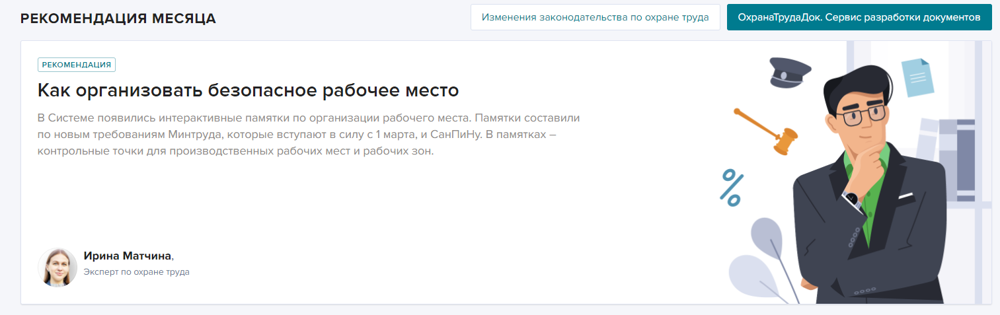 РЕКОМЕНДАЦИЯ МЕСЯЦА
Изменения законодательства по охране труда
ОхранаТрудаДок. Сервис разработки документов
РЕКОМЕНДАЦИЯ
Как организовать безопасное рабочее место
В Системе появились интерактивные памятки по организации рабочего места. Памятки составили
по новым требованиям Минтруда, которые вступают в силу с 1 марта, и СанПиНу. В памятках –
контрольные точки для производственных рабочих мест и рабочих зон.
%
Ирина Матчина,
Эксперт по охране труда